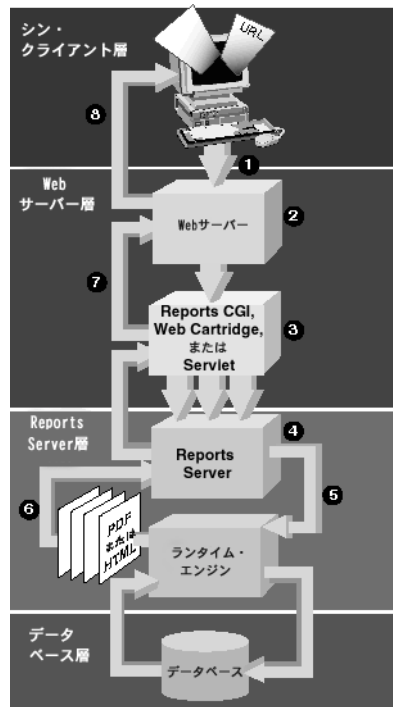 シン・
クライアント層
URL
8
1
Web
サーバー層
Webサーバー
2
7
Reports CGI,
Web Cartridge,
または
Servlet
3
Reports
Server層
Reports
Server
4
5
6
PDF
または
HTML
ランタイム・
エンジン
データ
ベース層
データベース